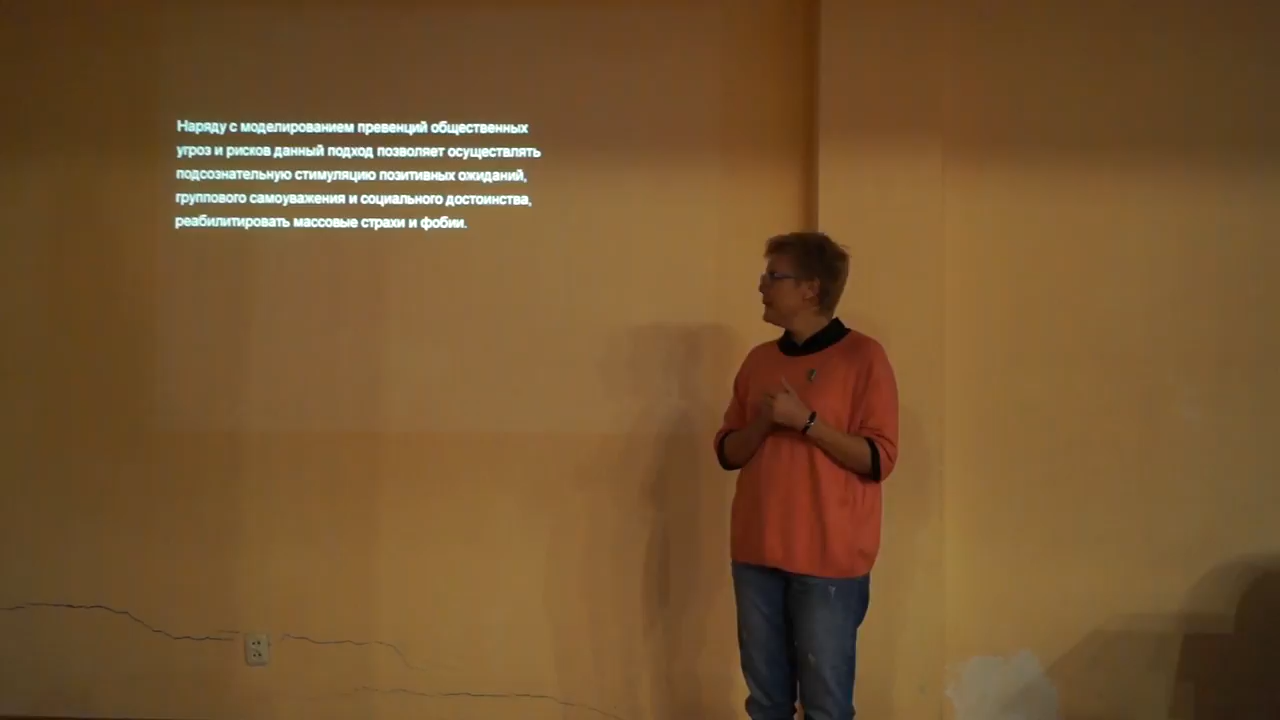 Наряду с моделированием превенций общественных
угроз и рисков данный подход позволяет осуществлять
подсознательную стимуляцию позитивных ожиданий,
группового самоуважения и социального достоинства,
реабилитировать массовые страхи и фобии.